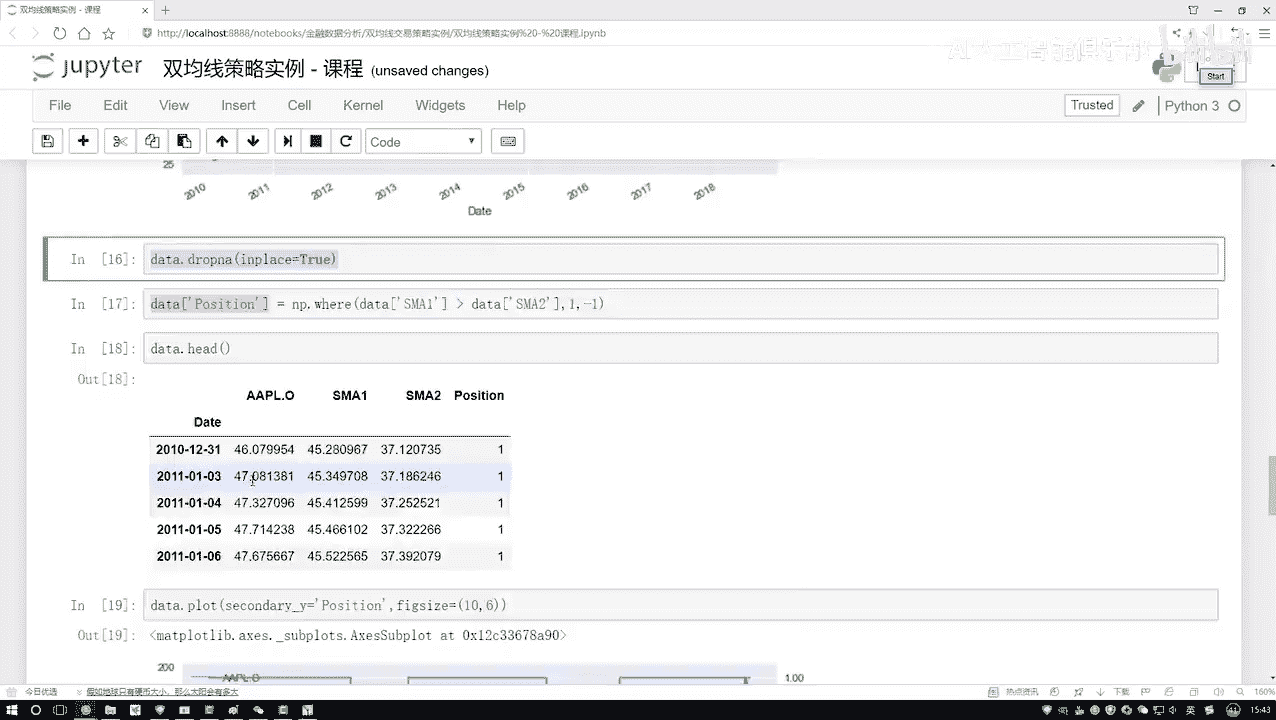 双均线策略实例 - 课程
http://localhost:8888/notebooks/金融数据分析/双均线交易策略实例/双均线策略实例%20-%20课程.ipynb
jupyter 双均线策略实例 - 课程 (unsaved changes)
Start
File Edit View Insert Cell Kernel Widgets Help
Trusted Python 3
Code
25
2010 2011 2012 2013 2014 2015 2016 2017 2018
Date
In [16]: data.dropna(inplace=True)
In [17]: data['Position'] = np.where(data['SMA1'] > data['SMA2'],1,-1)
In [18]: data.head()
Out[18]:
AAPL.O SMA1 SMA2 Position
Date
2010-12-31 46.079954 45.280967 37.120735 1
2011-01-03 47.081381 45.349708 37.186246 1
2011-01-04 47.327096 45.412599 37.252521 1
2011-01-05 47.714238 45.466102 37.322266 1
2011-01-06 47.675667 45.522565 37.392079 1
In [19]: data.plot(secondary_y='Position',figsize=(10,6))
Out[19]: <matplotlib.axes._subplots.AxesSubplot at 0x12c33678a90>
200 AAPL.O 1.00
今日优选 假如地球只有硬币大小，那么太阳会有多大 热点资讯 下载 160%
英 15:43